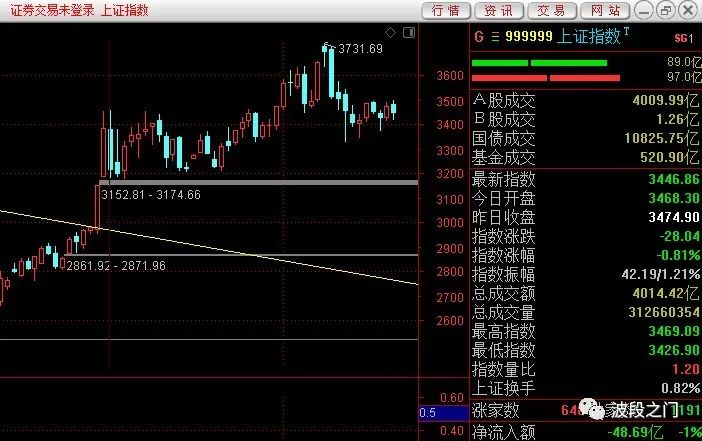 证券交易未登录 上证指数 行情 资讯 交易 网站
G 999999 上证指数 T SG1
3731.69
3600
3500
3400
3300
3200
3100
3000
2900
2800
2700
2600
3152.81 - 3174.66
2861.92 - 2871.96
0.60
0.5
0.40
89.0亿
97.0亿
A股成交 4009.99亿
B股成交 1.26亿
国债成交 10825.75亿
基金成交 520.90亿
最新指数 3446.86
今日开盘 3468.30
昨日收盘 3474.90
指数涨跌 -28.04
指数涨幅 -0.81%
指数振幅 42.19/1.21%
总成交额 4014.42亿
总成交量 312660354
最高指数 3469.09
最低指数 3426.90
指数量比 1.20
上证换手 0.82%
涨家数 64 1191
波段之门
净流入额 -48.69亿 -1%